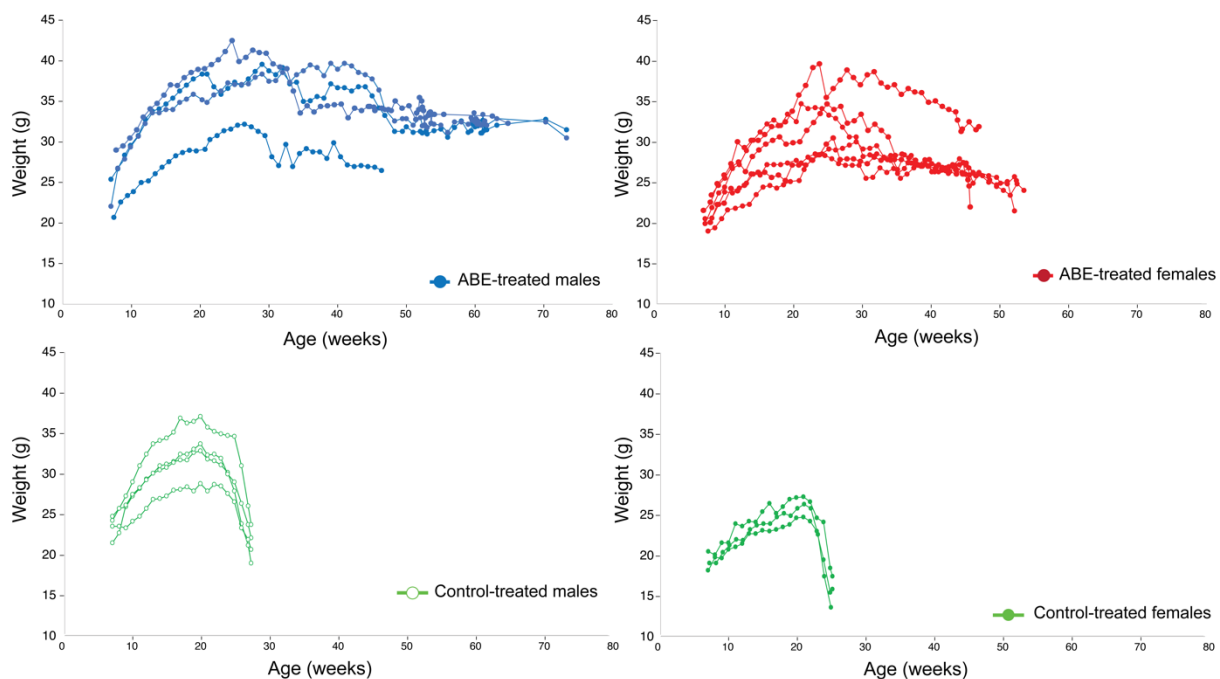 45
40
35
30
25
20
15
10
Weight (g)
0 10 20 30 40 50 60 70 80
Age (weeks)
ABE-treated males
45
40
35
30
25
20
15
10
Weight (g)
0 10 20 30 40 50 60 70 80
Age (weeks)
ABE-treated females
45
40
35
30
25
20
15
10
Weight (g)
0 10 20 30 40 50 60 70 80
Age (weeks)
Control-treated males
45
40
35
30
25
20
15
10
Weight (g)
0 10 20 30 40 50 60 70 80
Age (weeks)
Control-treated females